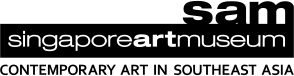 sam
singaporeartmuseum
CONTEMPORARY ART IN SOUTHEAST ASIA